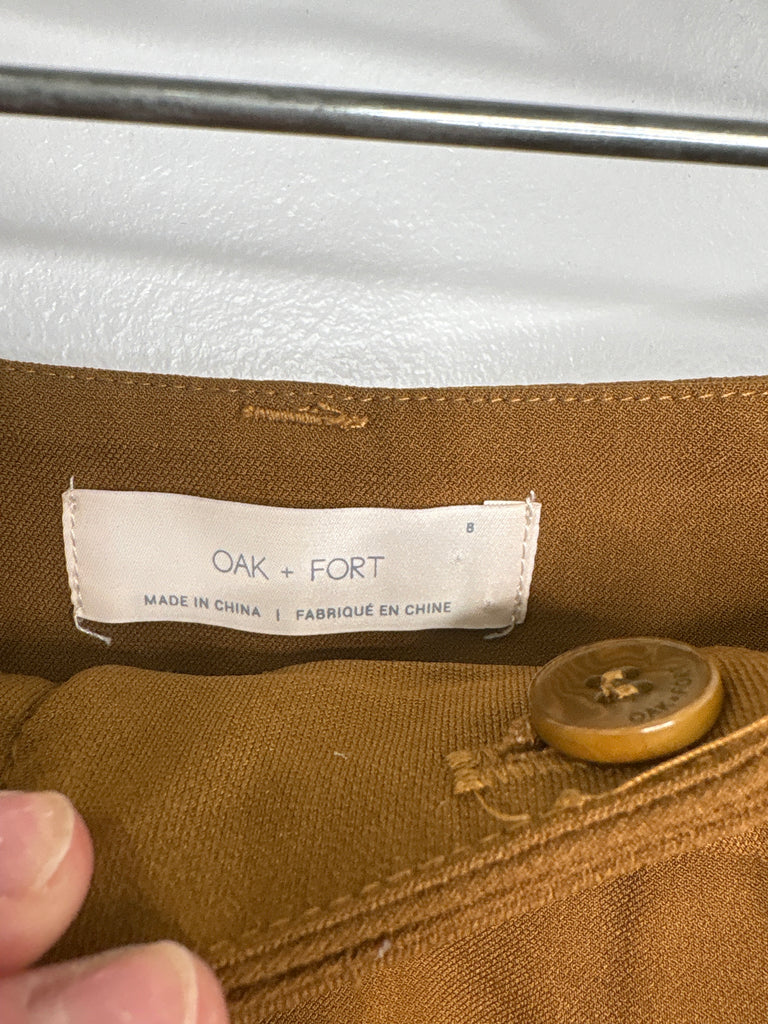 8
OAK + FORT
MADE IN CHINA | FABRIQUÉ EN CHINE
OAK + FORT